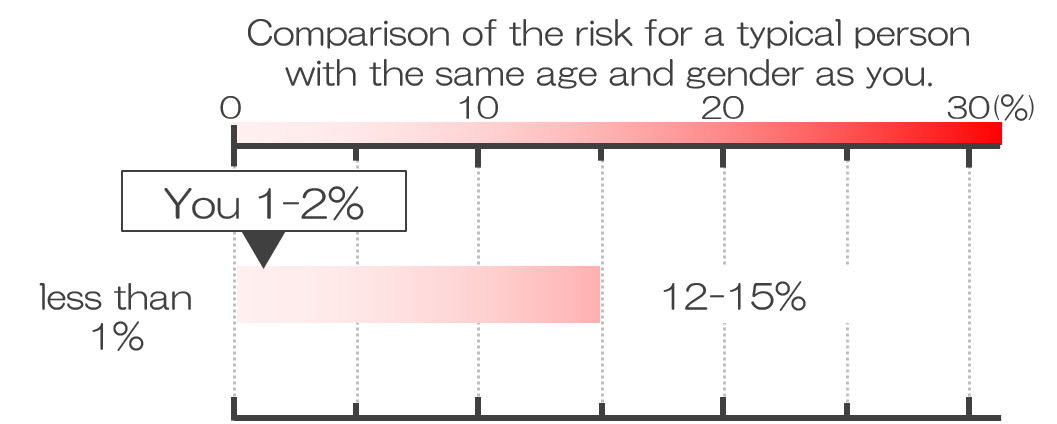 Comparison of the risk for a typical person
with the same age and gender as you.
0 10 20 30(%)
You 1-2%
less than
1%
12-15%